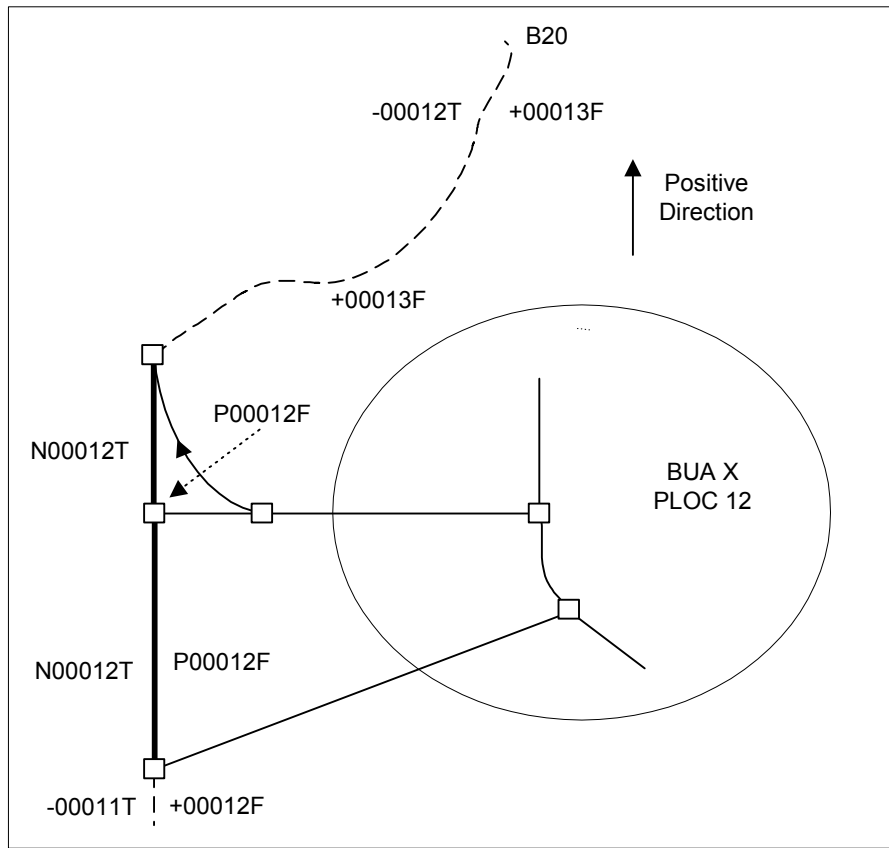 B20
-00012T
+00013F
Positive
Direction
+00013F
....
P00012F
N00012T
BUA X
PLOC 12
N00012T
P00012F
-00011T
+00012F